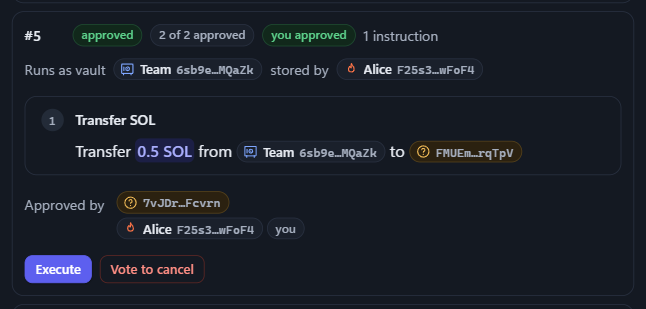 #5 approved 2 of 2 approved you approved 1 instruction
Runs as vault Team 6sb9e…MQaZk stored by Alice F25s3…wFoF4
1 Transfer SOL
Transfer 0.5 SOL from Team 6sb9e…MQaZk to FMUEm…rqTpV
Approved by 7vJDr…Fcvrn
Alice F25s3…wFoF4 you
Execute Vote to cancel